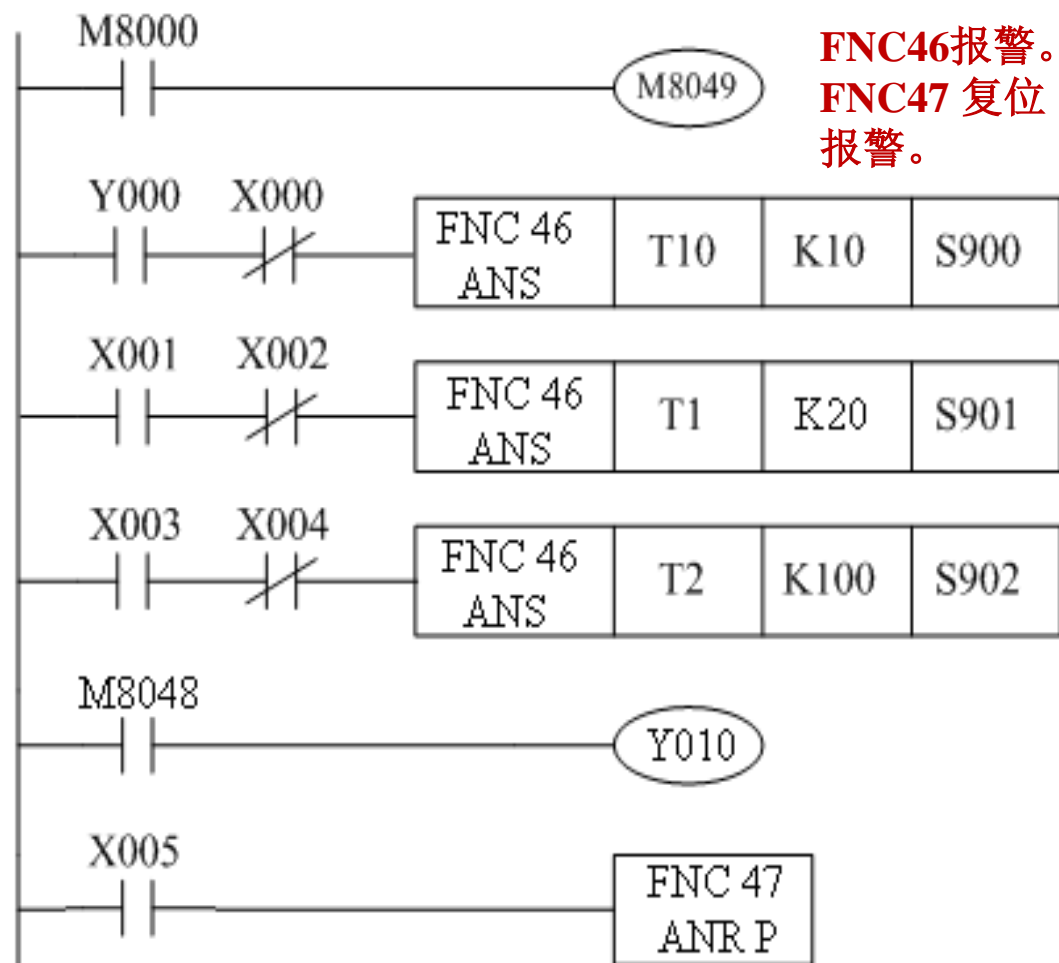 M8000
M8049
FNC46报警。
FNC47 复位
报警。
Y000 X000
FNC 46
ANS
T10 K10 S900
X001 X002
FNC 46
ANS
T1 K20 S901
X003 X004
FNC 46
ANS
T2 K100 S902
M8048
Y010
X005
FNC 47
ANR P